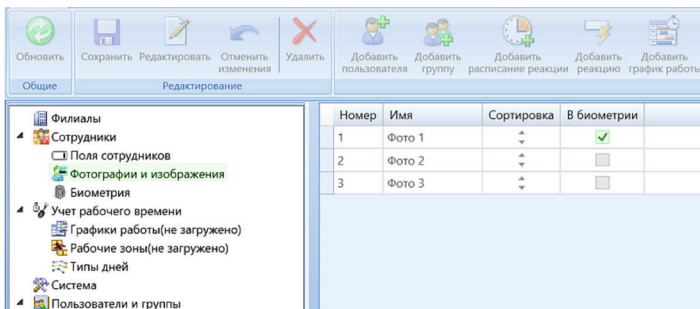 Обновить
Сохранить Редактировать Отменить изменения Удалить
Добавить пользователя Добавить группу Добавить расписание реакции Добавить реакцию Добавить график работы
Общие Редактирование
Филиалы
Сотрудники
Поля сотрудников
Фотографии и изображения
Биометрия
Учет рабочего времени
Графики работы(не загружено)
Рабочие зоны(не загружено)
Типы дней
Система
Пользователи и группы
Номер Имя Сортировка В биометрии
1 Фото 1
2 Фото 2
3 Фото 3